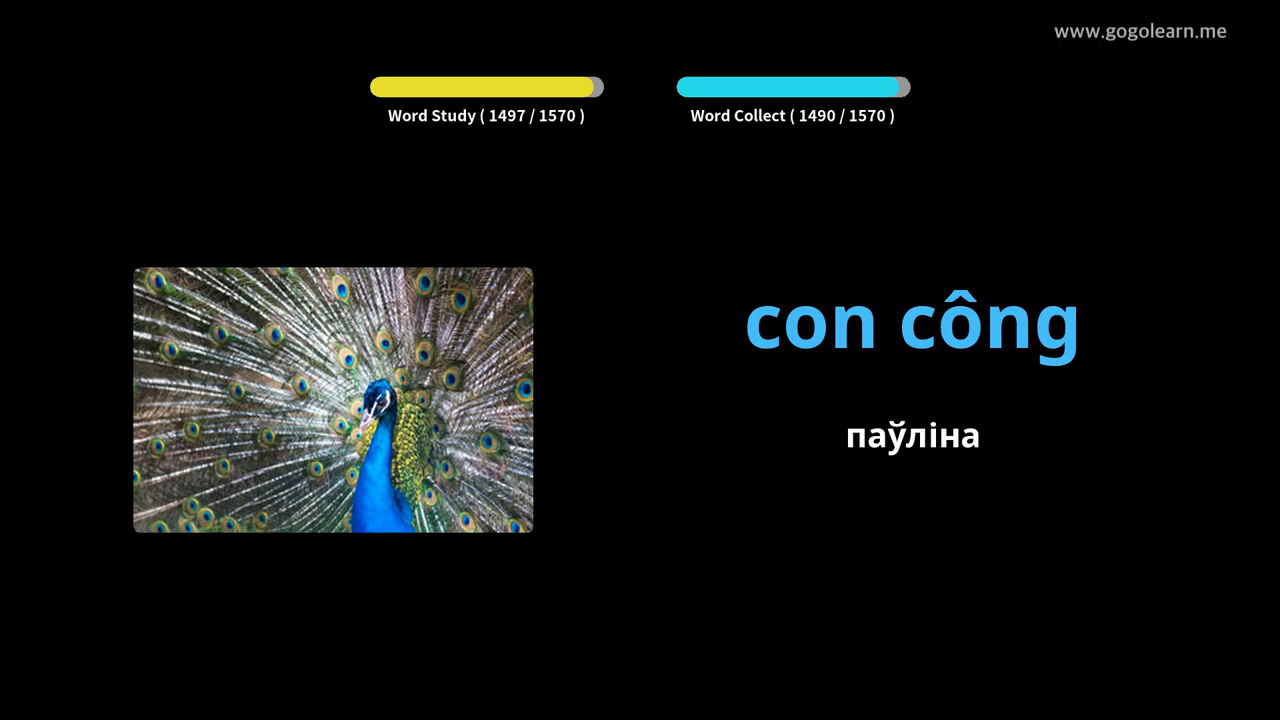 www.gogolearn.me
Word Study ( 1497 / 1570 )
Word Collect ( 1490 / 1570 )
con công
паўліна